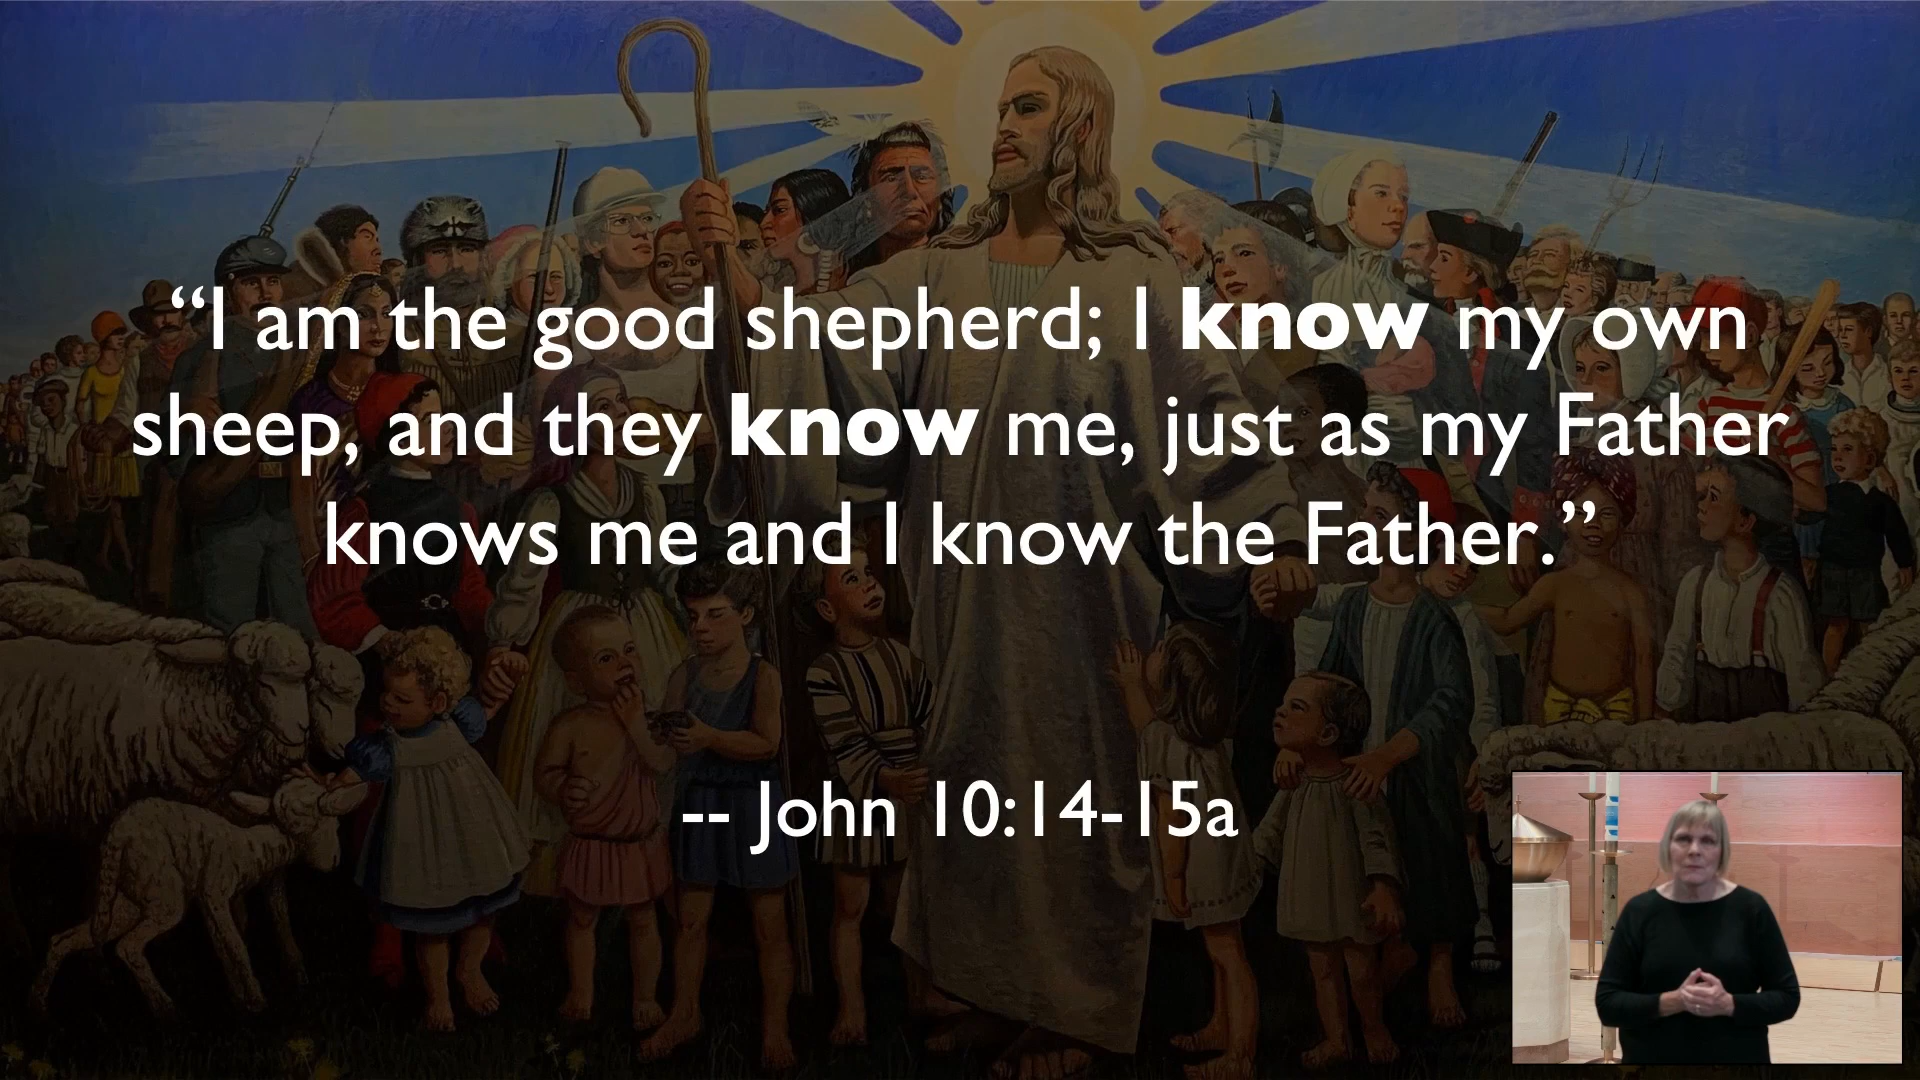 “I am the good shepherd; I know my own
sheep, and they know me, just as my Father
knows me and I know the Father.”
-- John 10:14-15a